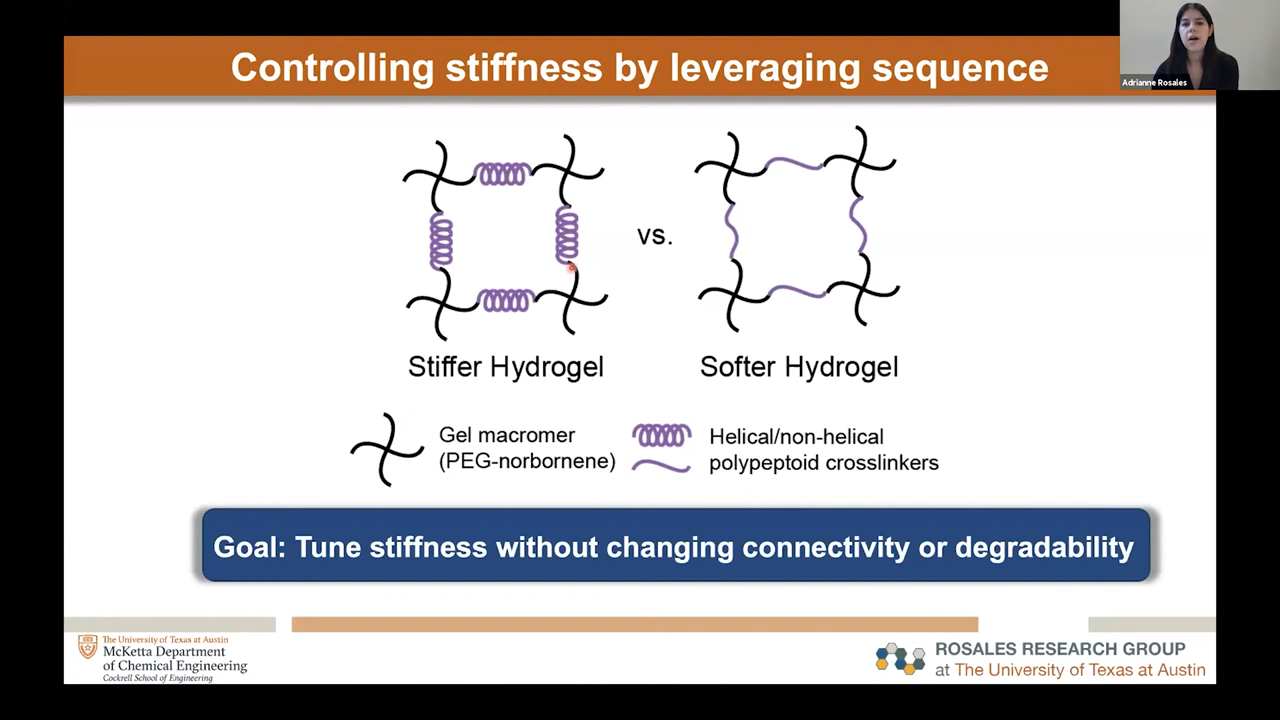 Controlling stiffness by leveraging sequence
Adrianne Rosales
vs.
Stiffer Hydrogel
Softer Hydrogel
Gel macromer
(PEG-norbornene)
Helical/non-helical
polypeptoid crosslinkers
Goal: Tune stiffness without changing connectivity or degradability
The University of Texas at Austin
McKetta Department
of Chemical Engineering
Cockrell School of Engineering
ROSALES RESEARCH GROUP
at The University of Texas at Austin